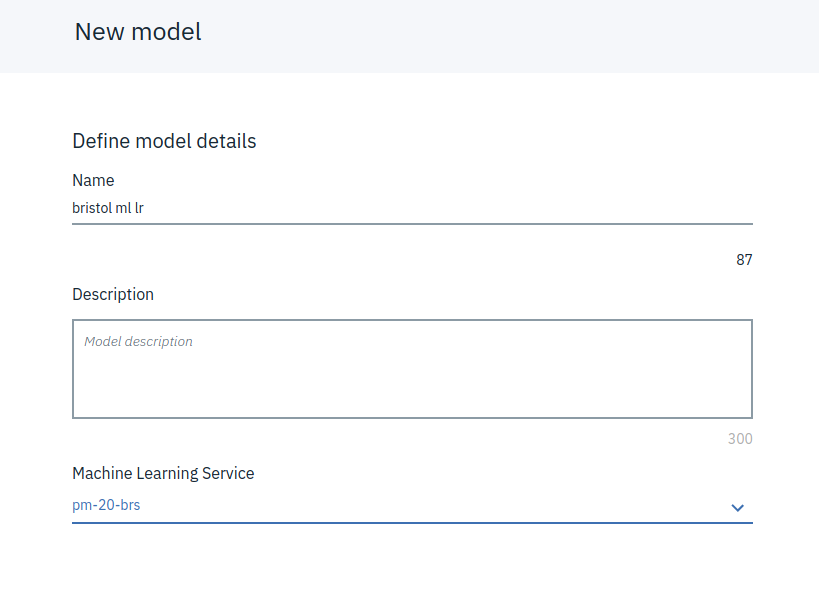 New model
Define model details
Name
bristol ml lr
87
Description
Model description
300
Machine Learning Service
pm-20-brs